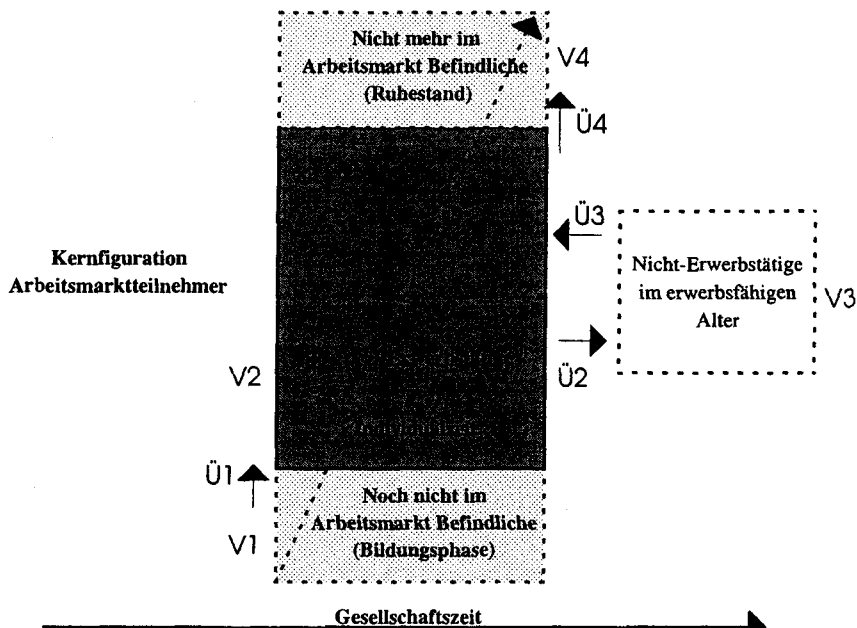 Nicht mehr im
Arbeitsmarkt Befindliche
(Ruhestand)
V4
Ü4
Ü3
Kernfiguration
Arbeitsmarktteilnehmer
Nicht-Erwerbstätige
im erwerbsfähigen
Alter
V3
V2
Ü2
Ü1
Noch nicht im
Arbeitsmarkt Befindliche
(Bildungsphase)
V1
Gesellschaftszeit